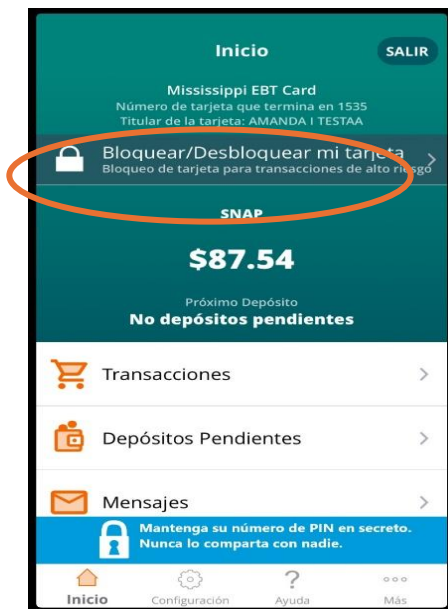 Inicio
SALIR
Mississippi EBT Card
Número de tarjeta que termina en 1535
Titular de la tarjeta: AMANDA I TESTAA
Bloquear/Desbloquear mi tarjeta
Bloqueo de tarjeta para transacciones de alto riesgo
SNAP
$87.54
Próximo Depósito
No depósitos pendientes
Transacciones
Depósitos Pendientes
Mensajes
Mantenga su número de PIN en secreto.
Nunca lo comparta con nadie.
Inicio
Configuración
Ayuda
Más